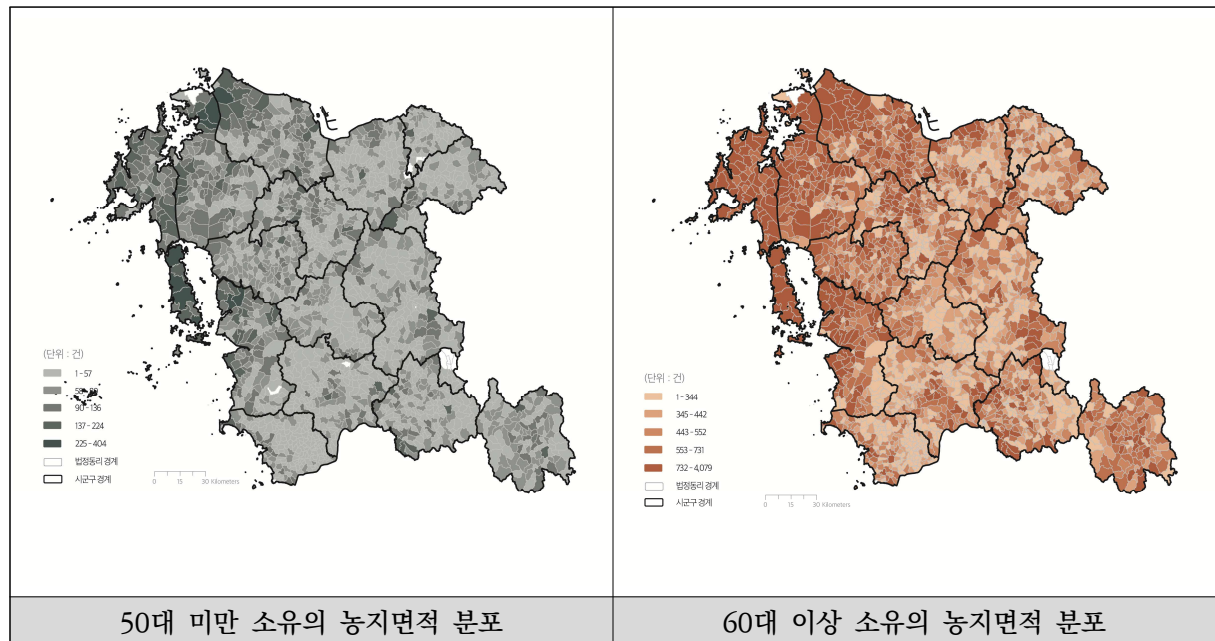 (단위 : 건)
1 - 57
90 - 136
137 - 224
225 - 404
법정동리 경계
시군구 경계
0 15 30 Kilometers
(단위 : 건)
1 - 344
345 - 442
443 - 552
553 - 731
732 - 4,079
법정동리 경계
시군구 경계
0 15 30 Kilometers
50대 미만 소유의 농지면적 분포
60대 이상 소유의 농지면적 분포